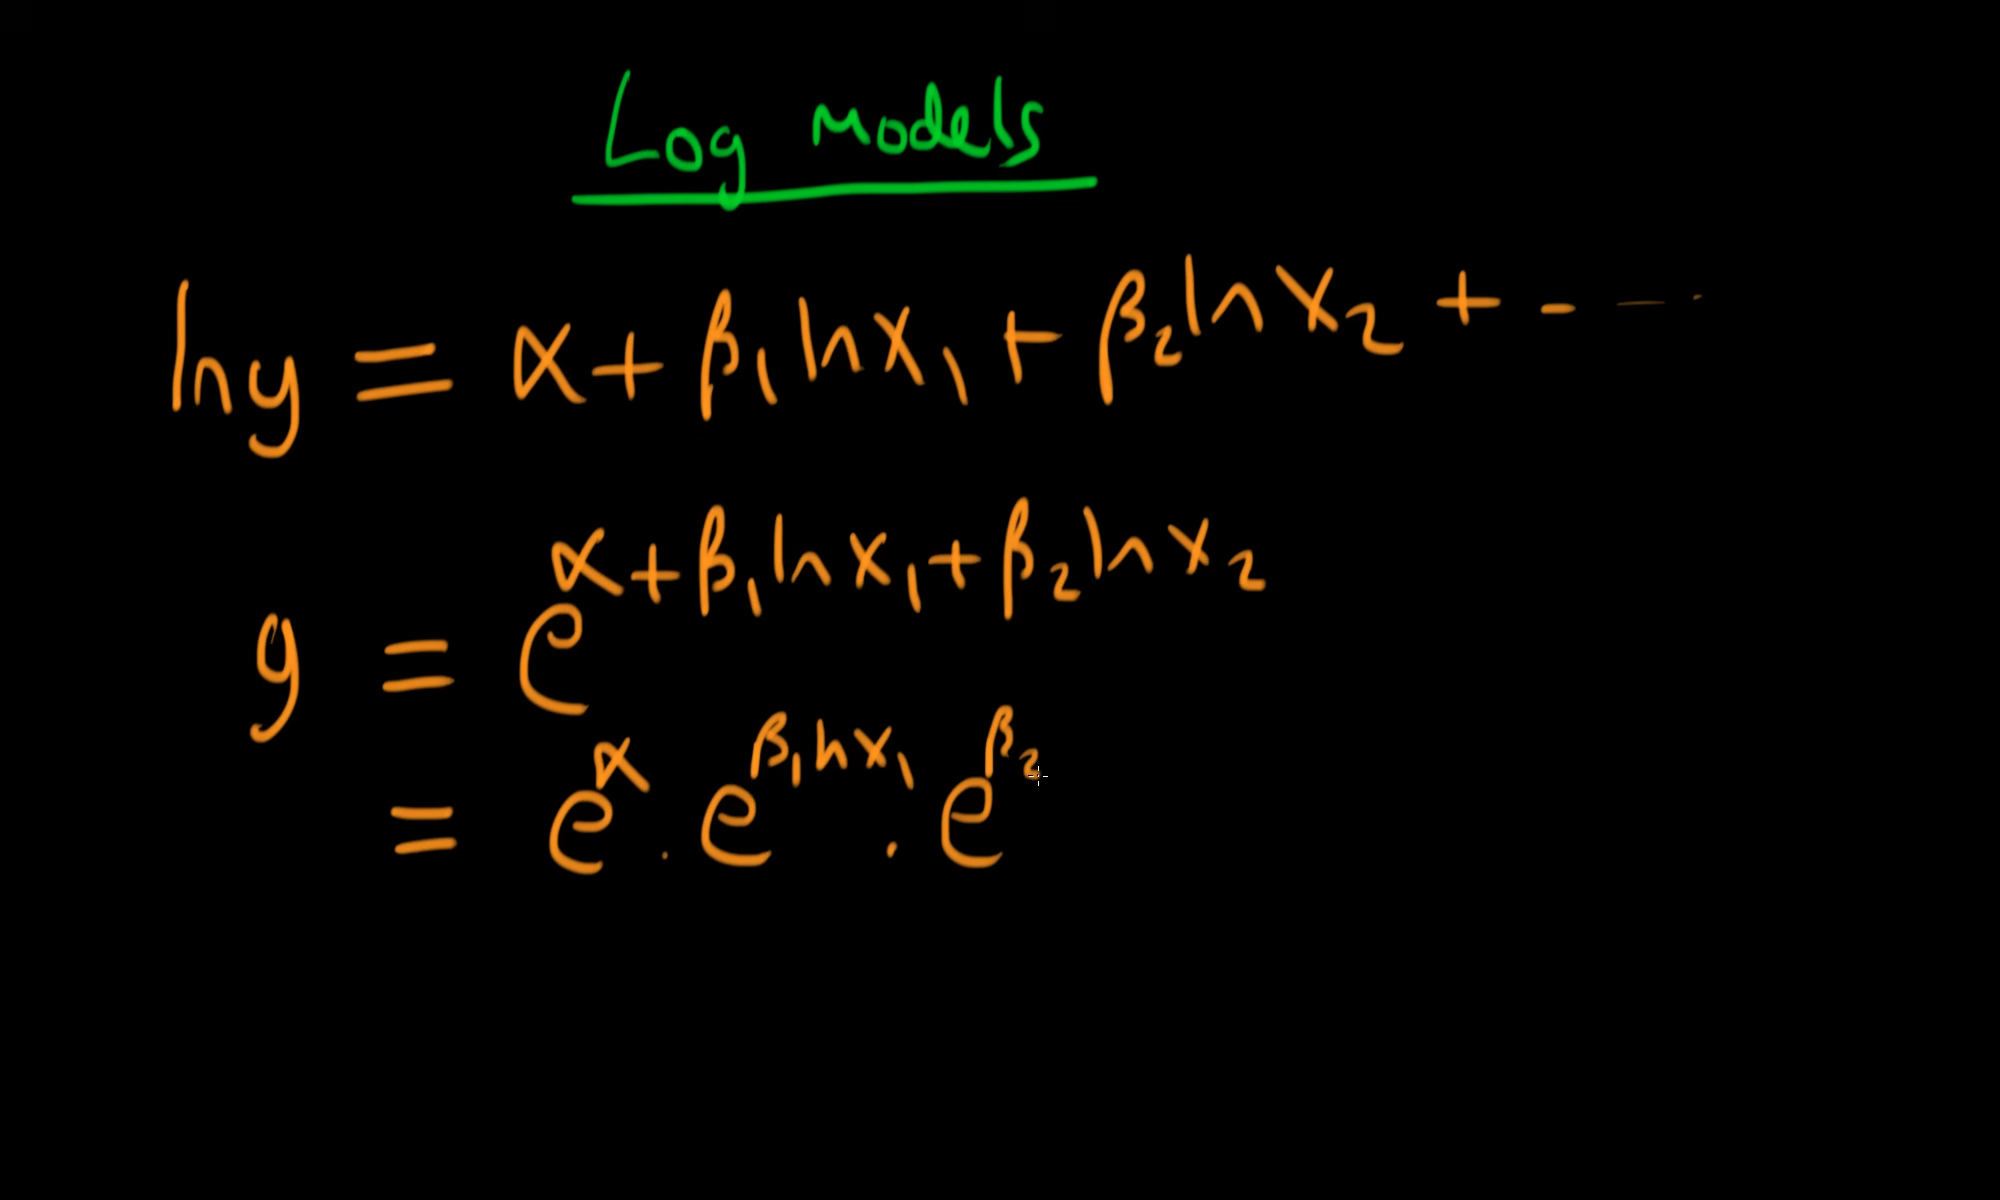 Log models
ln y = α + β₁ ln x₁ + β₂ ln x₂ + - - -
y = e^(α + β₁ ln x₁ + β₂ ln x₂)
= e^α . e^(β₁ ln x₁) . e^(β₂)